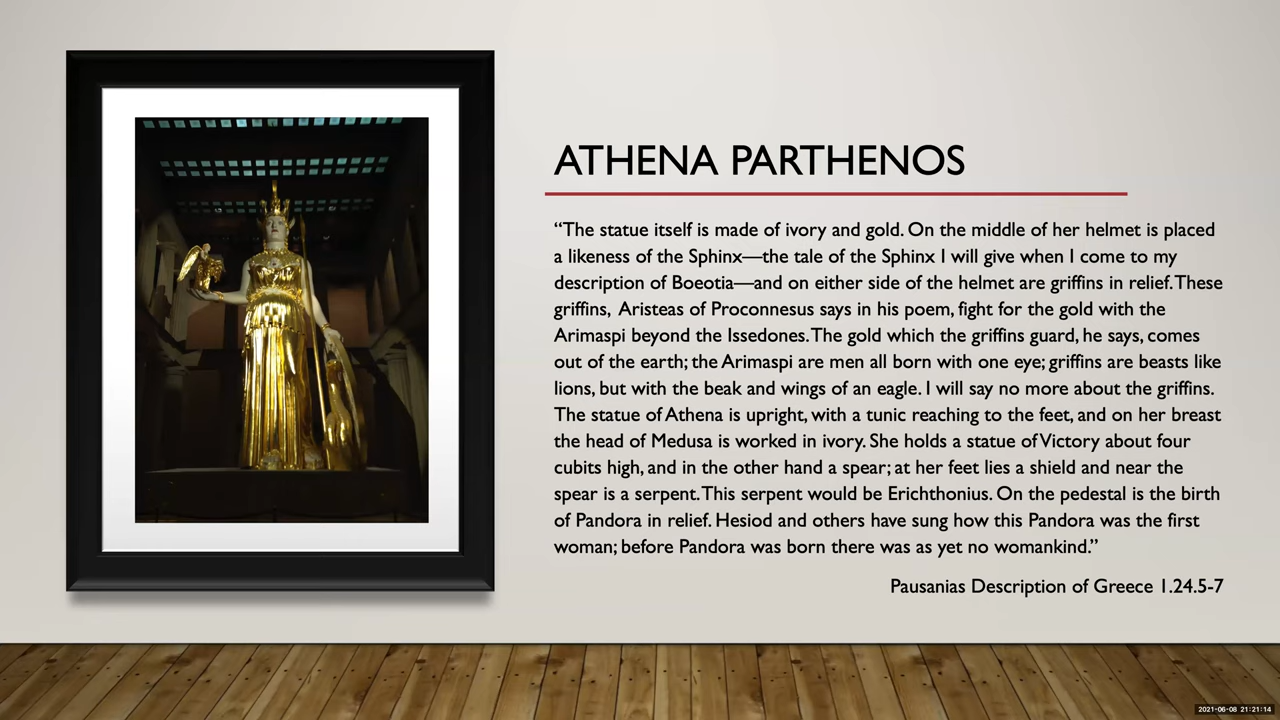 ATHENA PARTHENOS
“The statue itself is made of ivory and gold. On the middle of her helmet is placed
a likeness of the Sphinx—the tale of the Sphinx I will give when I come to my
description of Boeotia—and on either side of the helmet are griffins in relief. These
griffins, Aristeas of Proconnesus says in his poem, fight for the gold with the
Arimaspi beyond the Issedones. The gold which the griffins guard, he says, comes
out of the earth; the Arimaspi are men all born with one eye; griffins are beasts like
lions, but with the beak and wings of an eagle. I will say no more about the griffins.
The statue of Athena is upright, with a tunic reaching to the feet, and on her breast
the head of Medusa is worked in ivory. She holds a statue of Victory about four
cubits high, and in the other hand a spear; at her feet lies a shield and near the
spear is a serpent. This serpent would be Erichthonius. On the pedestal is the birth
of Pandora in relief. Hesiod and others have sung how this Pandora was the first
woman; before Pandora was born there was as yet no womankind.”
Pausanias Description of Greece 1.24.5-7
2021-06-08 21:21:14